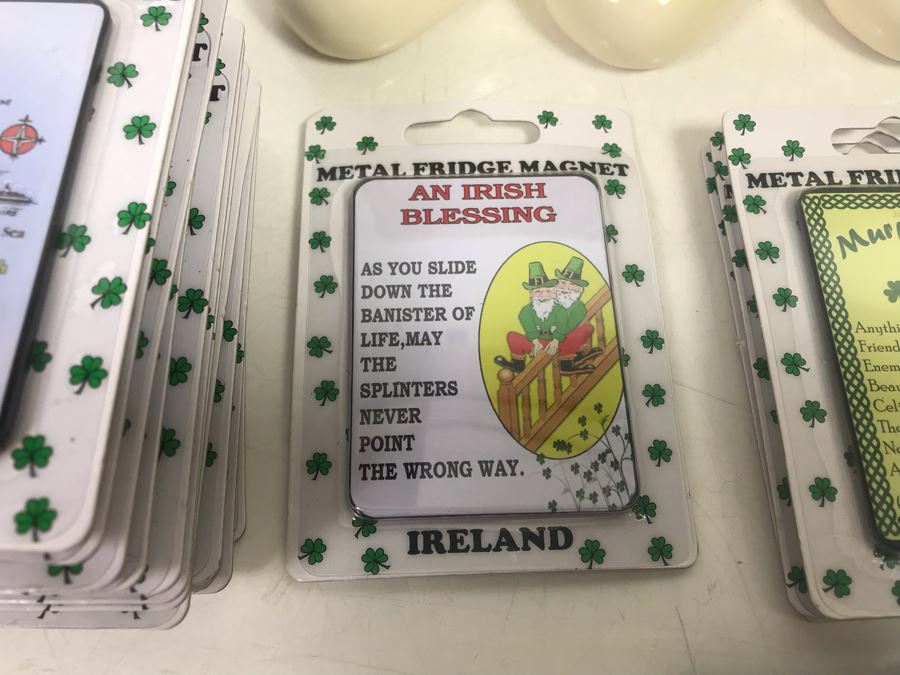 METAL FRIDGE MAGNET
AN IRISH
BLESSING
AS YOU SLIDE
DOWN THE
BANISTER OF
LIFE,MAY
THE
SPLINTERS
NEVER
POINT
THE WRONG WAY.
IRELAND
METAL
Sea